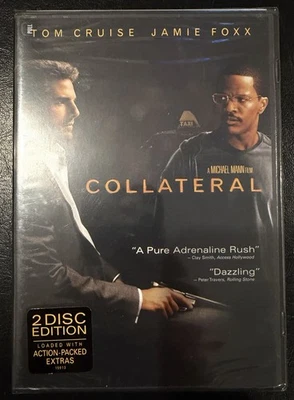 TOM CRUISE JAMIE FOXX
TAXI
A MICHAEL MANN FILM
COLLATERAL
"A Pure Adrenaline Rush"
– Clay Smith, Access Hollywood
"Dazzling"
– Peter Travers, Rolling Stone
2 DISC
EDITION
LOADED WITH
ACTION-PACKED
EXTRAS